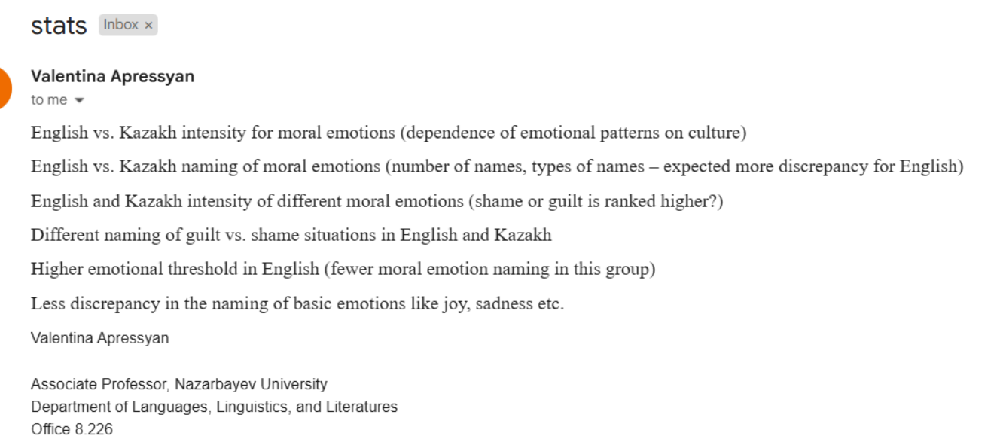 stats Inbox ×
Valentina Apressyan
to me
English vs. Kazakh intensity for moral emotions (dependence of emotional patterns on culture)
English vs. Kazakh naming of moral emotions (number of names, types of names – expected more discrepancy for English)
English and Kazakh intensity of different moral emotions (shame or guilt is ranked higher?)
Different naming of guilt vs. shame situations in English and Kazakh
Higher emotional threshold in English (fewer moral emotion naming in this group)
Less discrepancy in the naming of basic emotions like joy, sadness etc.
Valentina Apressyan
Associate Professor, Nazarbayev University
Department of Languages, Linguistics, and Literatures
Office 8.226